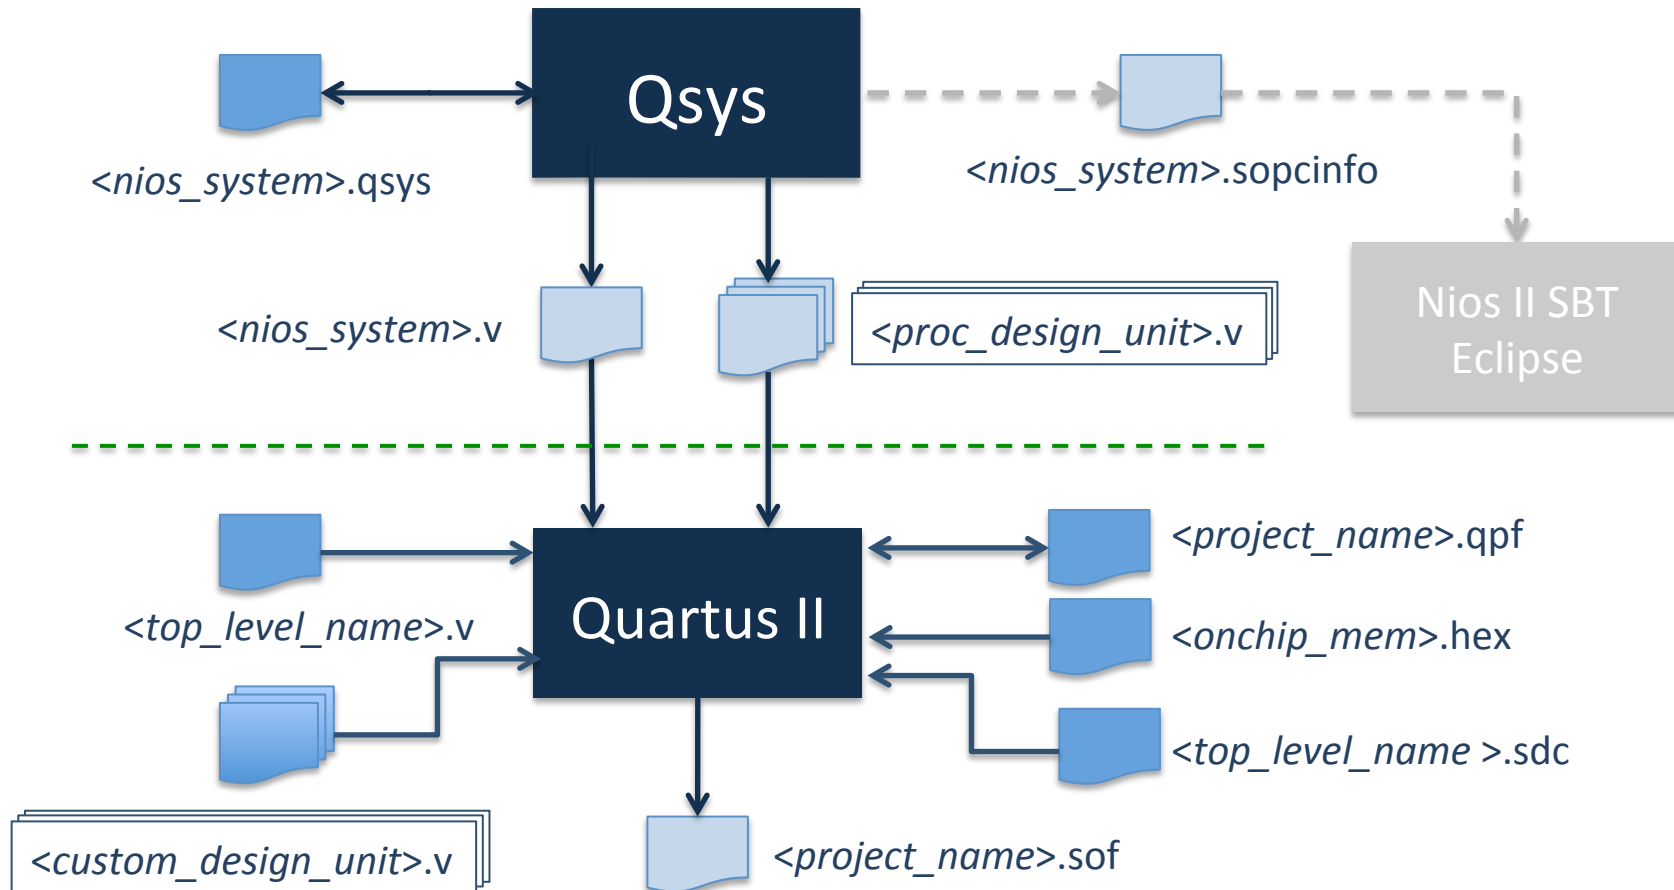 Qsys
<nios_system>.qsys
<nios_system>.sopcinfo
<nios_system>.v
<proc_design_unit>.v
Nios II SBT
Eclipse
<top_level_name>.v
Quartus II
<project_name>.qpf
<onchip_mem>.hex
<top_level_name >.sdc
<custom_design_unit>.v
<project_name>.sof